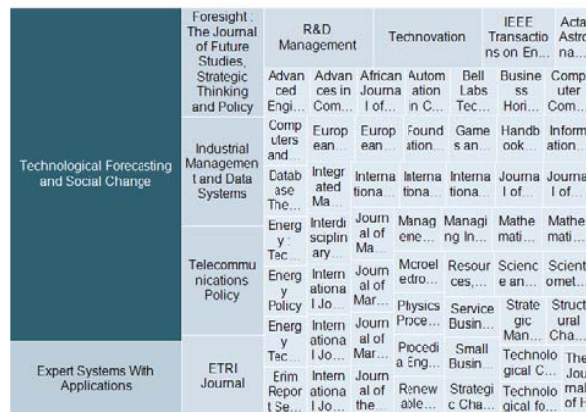 Technological Forecasting
and Social Change
Expert Systems With
Applications
Foresight :
The Journal
of Future
Studies,
Strategic
Thinking
and Policy
Industrial
Managemen
t and Data
Systems
Telecommu
nications
Policy
ETRI
Journal
R&D
Management
Technovation
IEEE
Transactio
ns on En...
Acta
Astro
na...
Advan
ced
Engi...
Advan
ces in
Com...
African
Journa
l of...
Autom
ation
in C...
Bell
Labs
Tec...
Busine
ss
Hori...
Comp
uter
Com...
Comp
uters
and...
Europ
ean...
Europ
ean...
Found
ation...
Game
s an...
Handb
ook...
Inform
ation...
Databa
se
The...
Integr
ated
Ma...
Interna
tiona...
Interna
tiona...
Interna
tiona...
Journa
l of...
Journa
l of...
Energ
y :
Tec...
Interdi
sciplin
ary...
Journ
al of
Ma...
Manag
eme...
Managi
ng In...
Mathe
mati...
Mathe
mati...
Energ
y
Policy
Intern
ationa
l Jo...
Journ
al of
Mar...
Microel
ectro...
Resour
ces,...
Scienc
e an...
Scient
omet...
Energ
y
Tec...
Intern
ationa
l Jo...
Journ
al of
Mar...
Physics
Proce...
Service
Busin...
Strate
gic
Man...
Struct
ural
Cha...
Erim
Repor
t Se...
Intern
ationa
l Jo...
Journ
al of
the...
Procedi
a Eng...
Small
Busin...
Technolo
gical C...
The
Jou
rnal
of H
Renew
able...
Strategi
c Cha...
Technolo
gical fo...